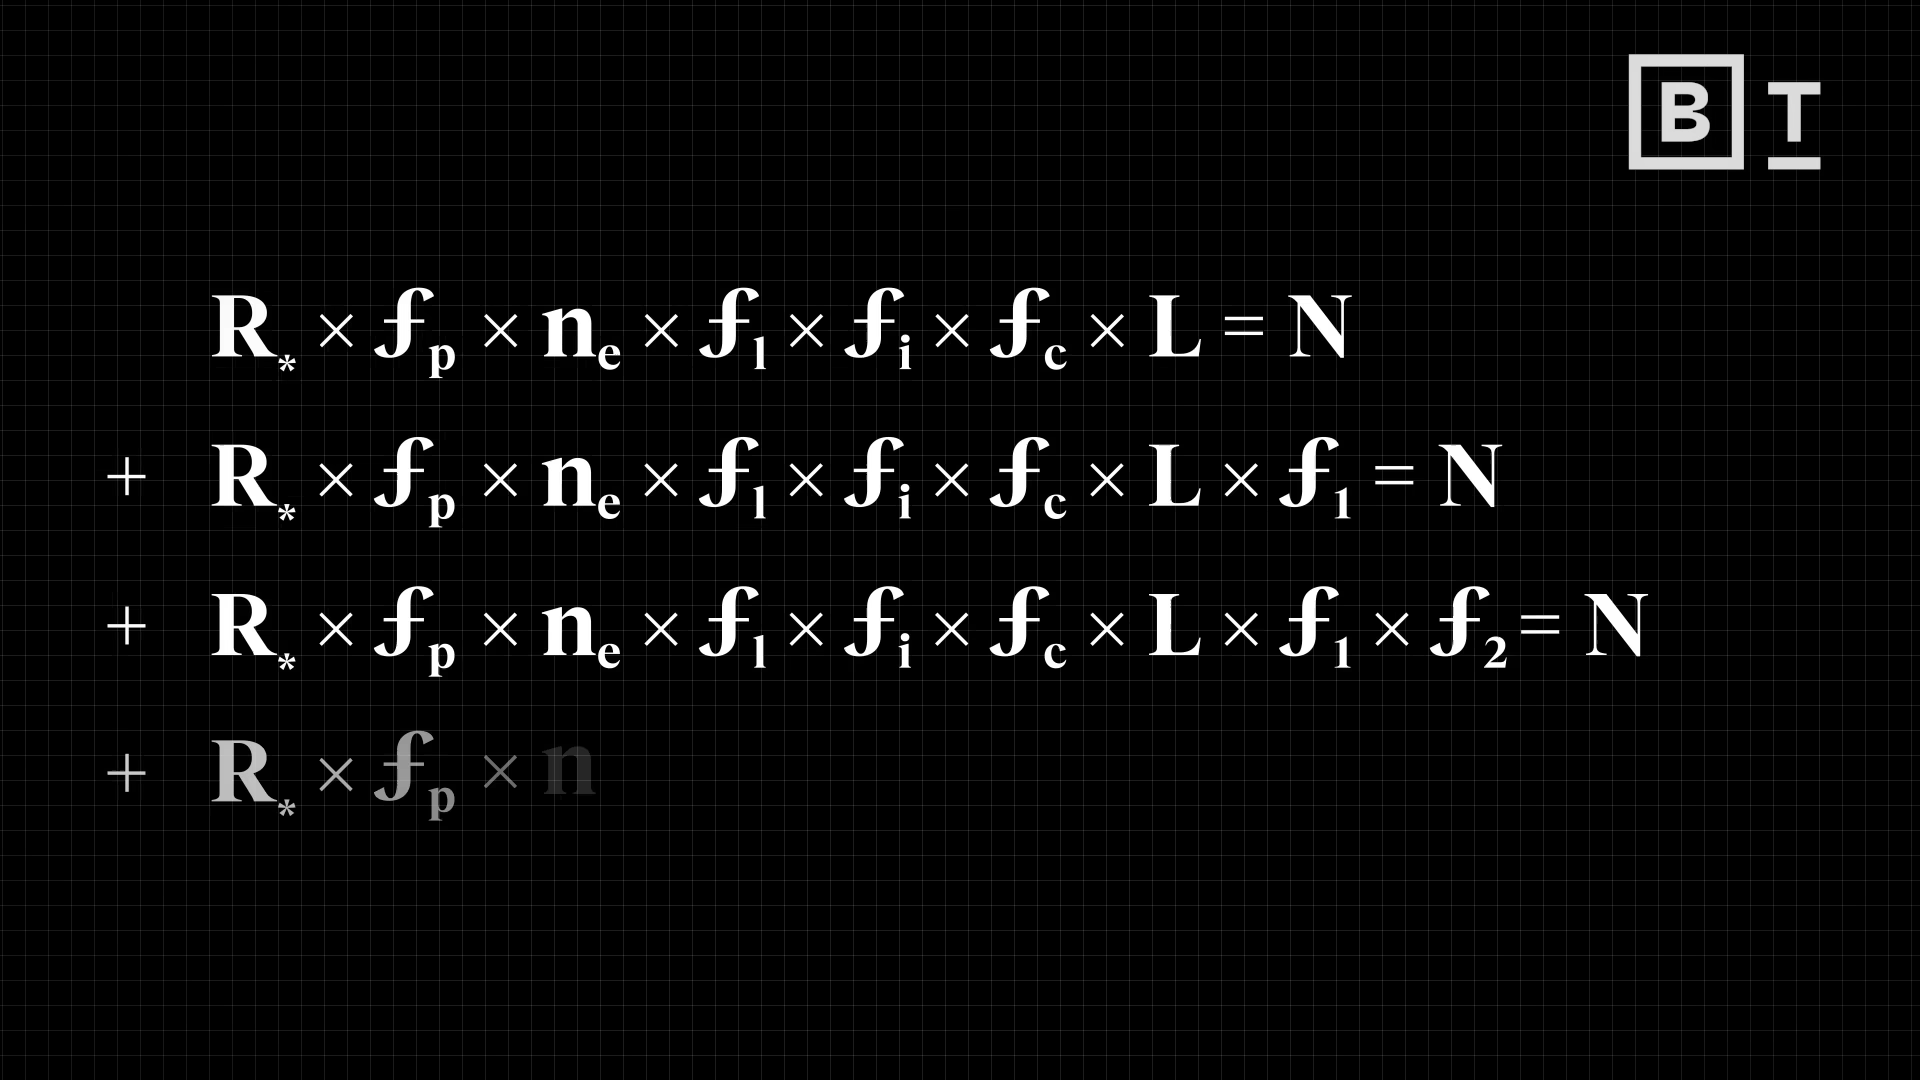 B T
R* × fp × ne × fl × fi × fc × L = N
+ R* × fp × ne × fl × fi × fc × L × f1 = N
+ R* × fp × ne × fl × fi × fc × L × f1 × f2 = N
+ R* × fp × n